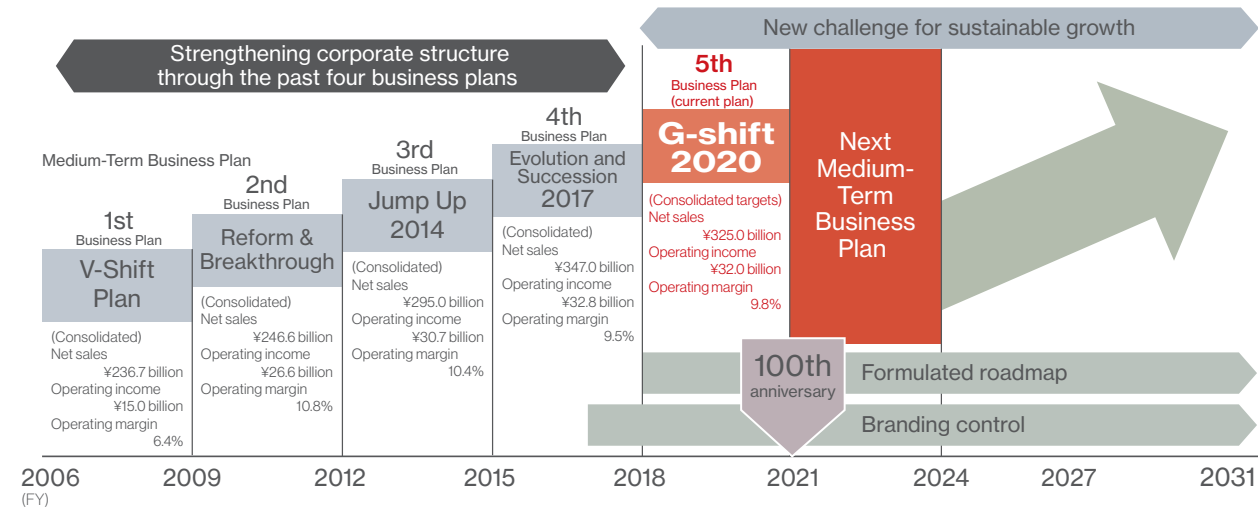 Strengthening corporate structure
through the past four business plans
New challenge for sustainable growth
Medium-Term Business Plan
1st
Business Plan
V-Shift
Plan
(Consolidated)
Net sales
¥236.7 billion
Operating income
¥15.0 billion
Operating margin
6.4%
2nd
Business Plan
Reform &
Breakthrough
(Consolidated)
Net sales
¥246.6 billion
Operating income
¥26.6 billion
Operating margin
10.8%
3rd
Business Plan
Jump Up
2014
(Consolidated)
Net sales
¥295.0 billion
Operating income
¥30.7 billion
Operating margin
10.4%
4th
Business Plan
Evolution and
Succession
2017
(Consolidated)
Net sales
¥347.0 billion
Operating income
¥32.8 billion
Operating margin
9.5%
5th
Business Plan
(current plan)
G-shift
2020
(Consolidated targets)
Net sales
¥325.0 billion
Operating income
¥32.0 billion
Operating margin
9.8%
Next
Medium-
Term
Business
Plan
100th
anniversary
Formulated roadmap
Branding control
2006 2009 2012 2015 2018 2021 2024 2027 2031
(FY)